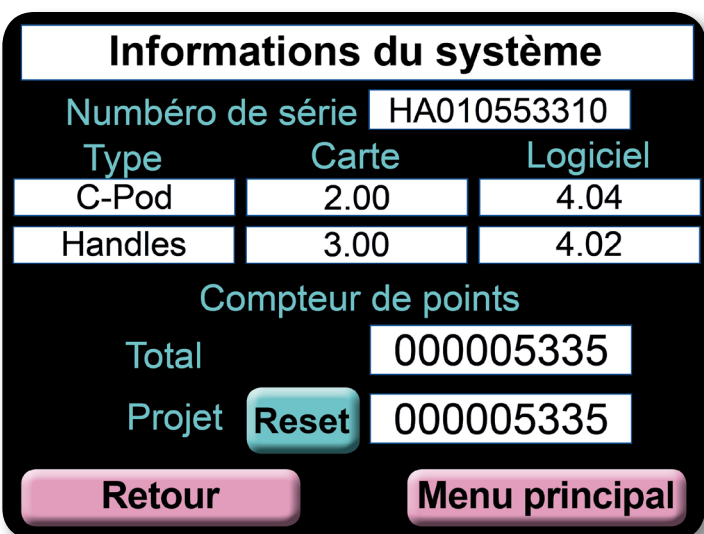 Informations du système
Numbéro de série HA010553310
Type Carte Logiciel
C-Pod 2.00 4.04
Handles 3.00 4.02
Compteur de points
Total 000005335
Projet Reset 000005335
Retour Menu principal